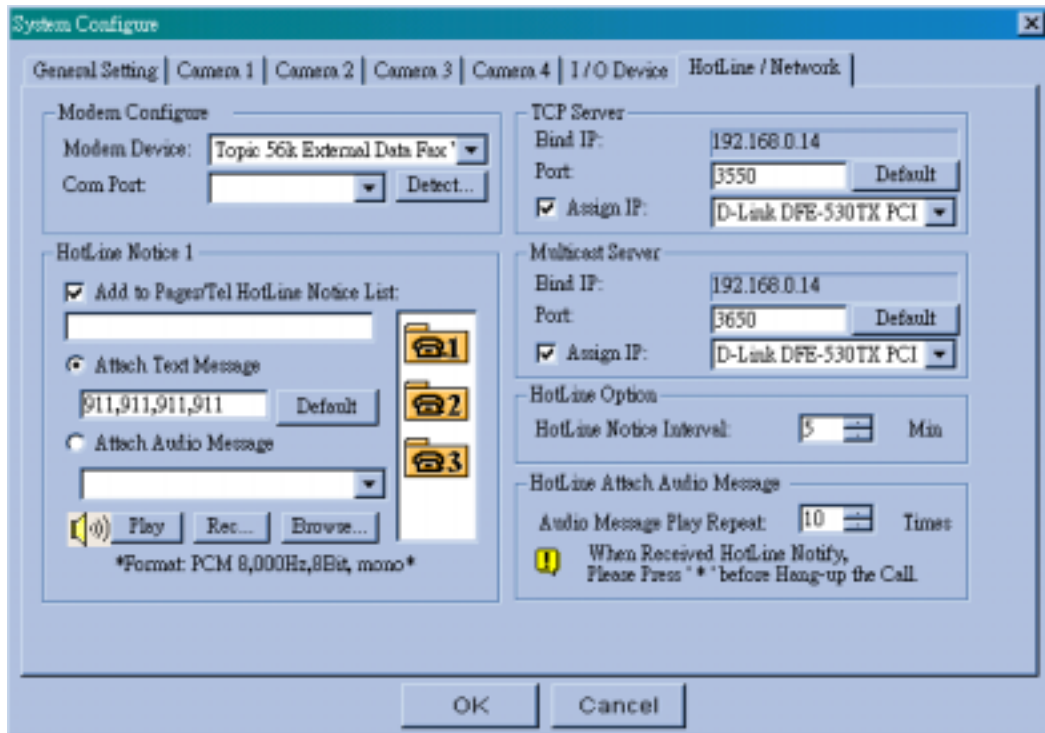 System Configure
General Setting
Camera 1
Camera 2
Camera 3
Camera 4
I/O Device
HotLine / Network
Modem Configure
Modem Device: Topic 56k External Data Fax
Com Port: Detect...
HotLine Notice 1
Add to Pager/Tel HotLine Notice List:
Attach Text Message
911,911,911,911 Default
Attach Audio Message
Play Rec... Browse...
*Format: PCM 8,000Hz,8Bit, mono*
1
2
3
TCP Server
Bind IP: 192.168.0.14
Port: 3550 Default
Assign IP: D-Link DFE-530TX PCI
Multicast Server
Bind IP: 192.168.0.14
Port: 3650 Default
Assign IP: D-Link DFE-530TX PCI
HotLine Option
HotLine Notice Interval: 5 Min
HotLine Attach Audio Message
Audio Message Play Repeat: 10 Times
When Received HotLine Notify,
Please Press "*" before Hang-up the Call.
OK Cancel